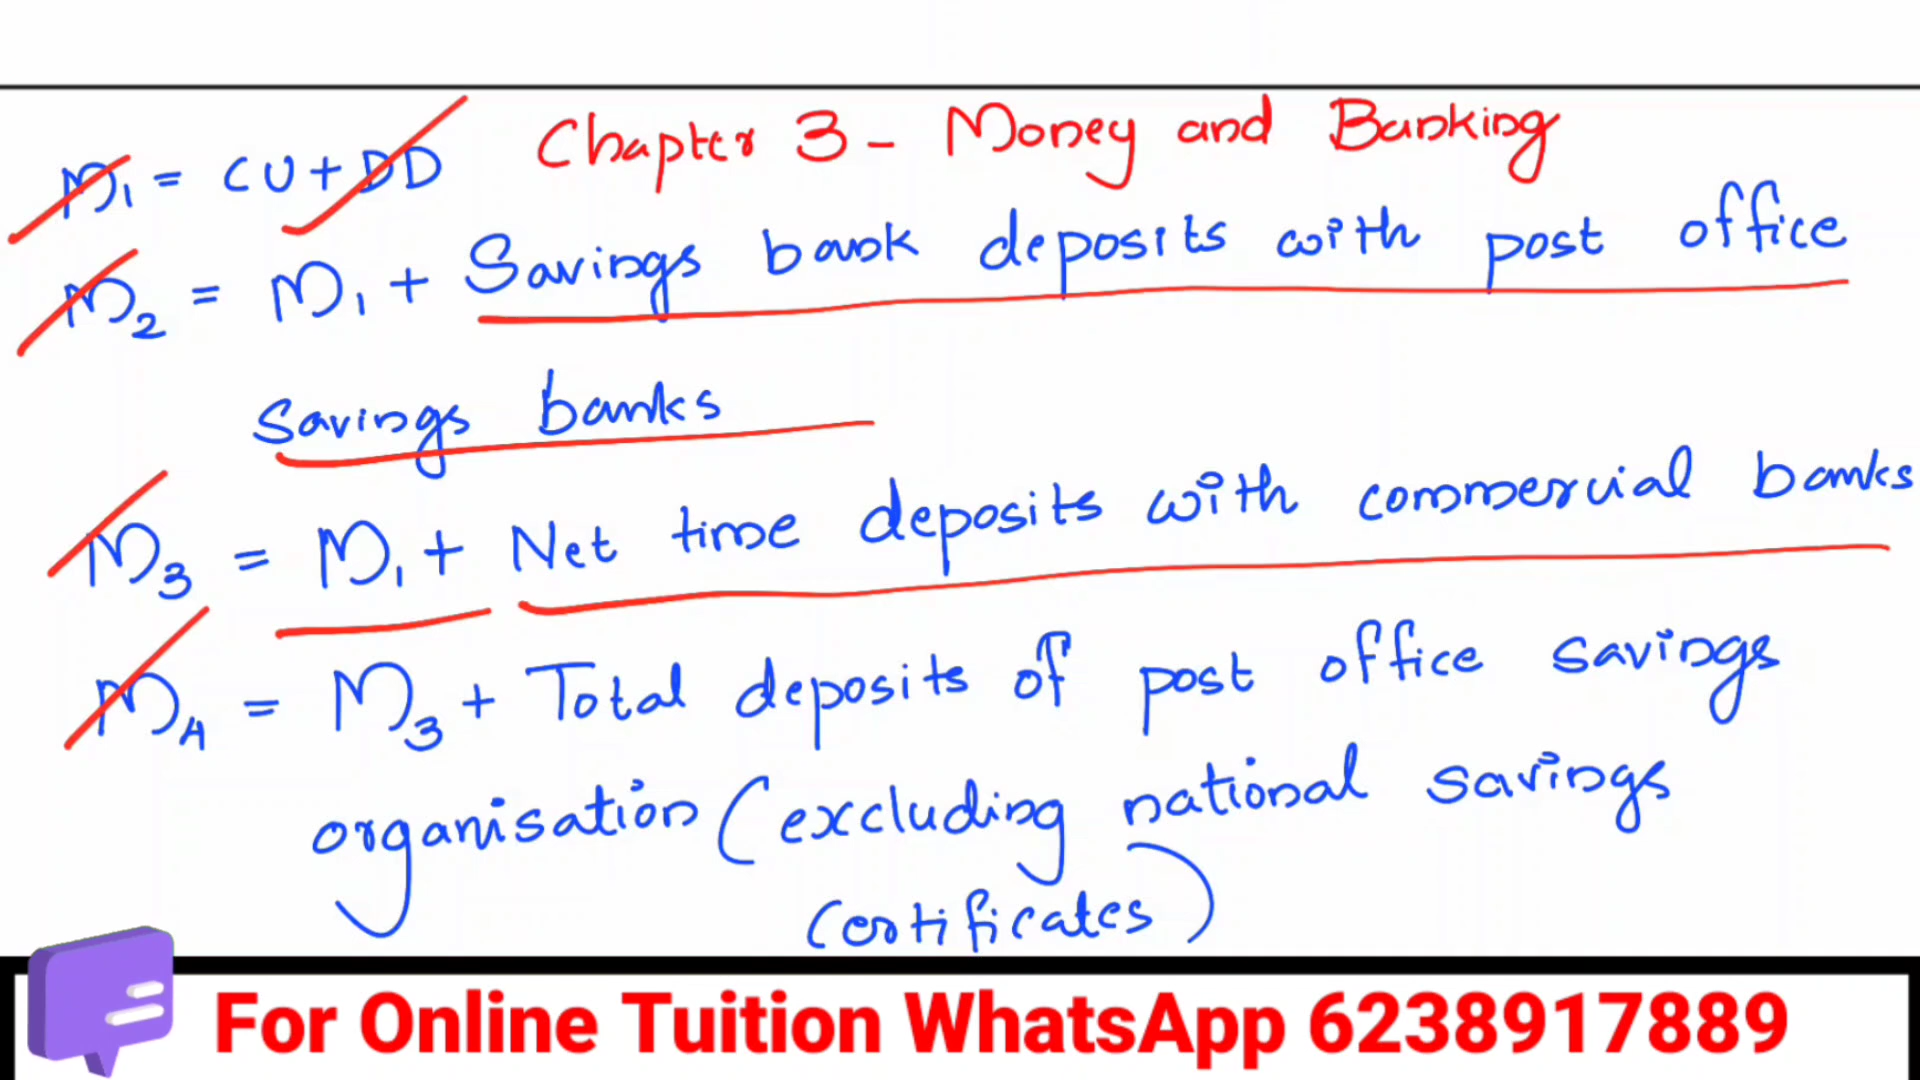 Chapter 3 - Money and Banking
M1 = CU + DD
M2 = M1 + Savings bank deposits with post office
Savings banks
M3 = M1 + Net time deposits with commercial banks
M4 = M3 + Total deposits of post office savings
organisation (excluding national savings
certificates)
For Online Tuition WhatsApp 6238917889